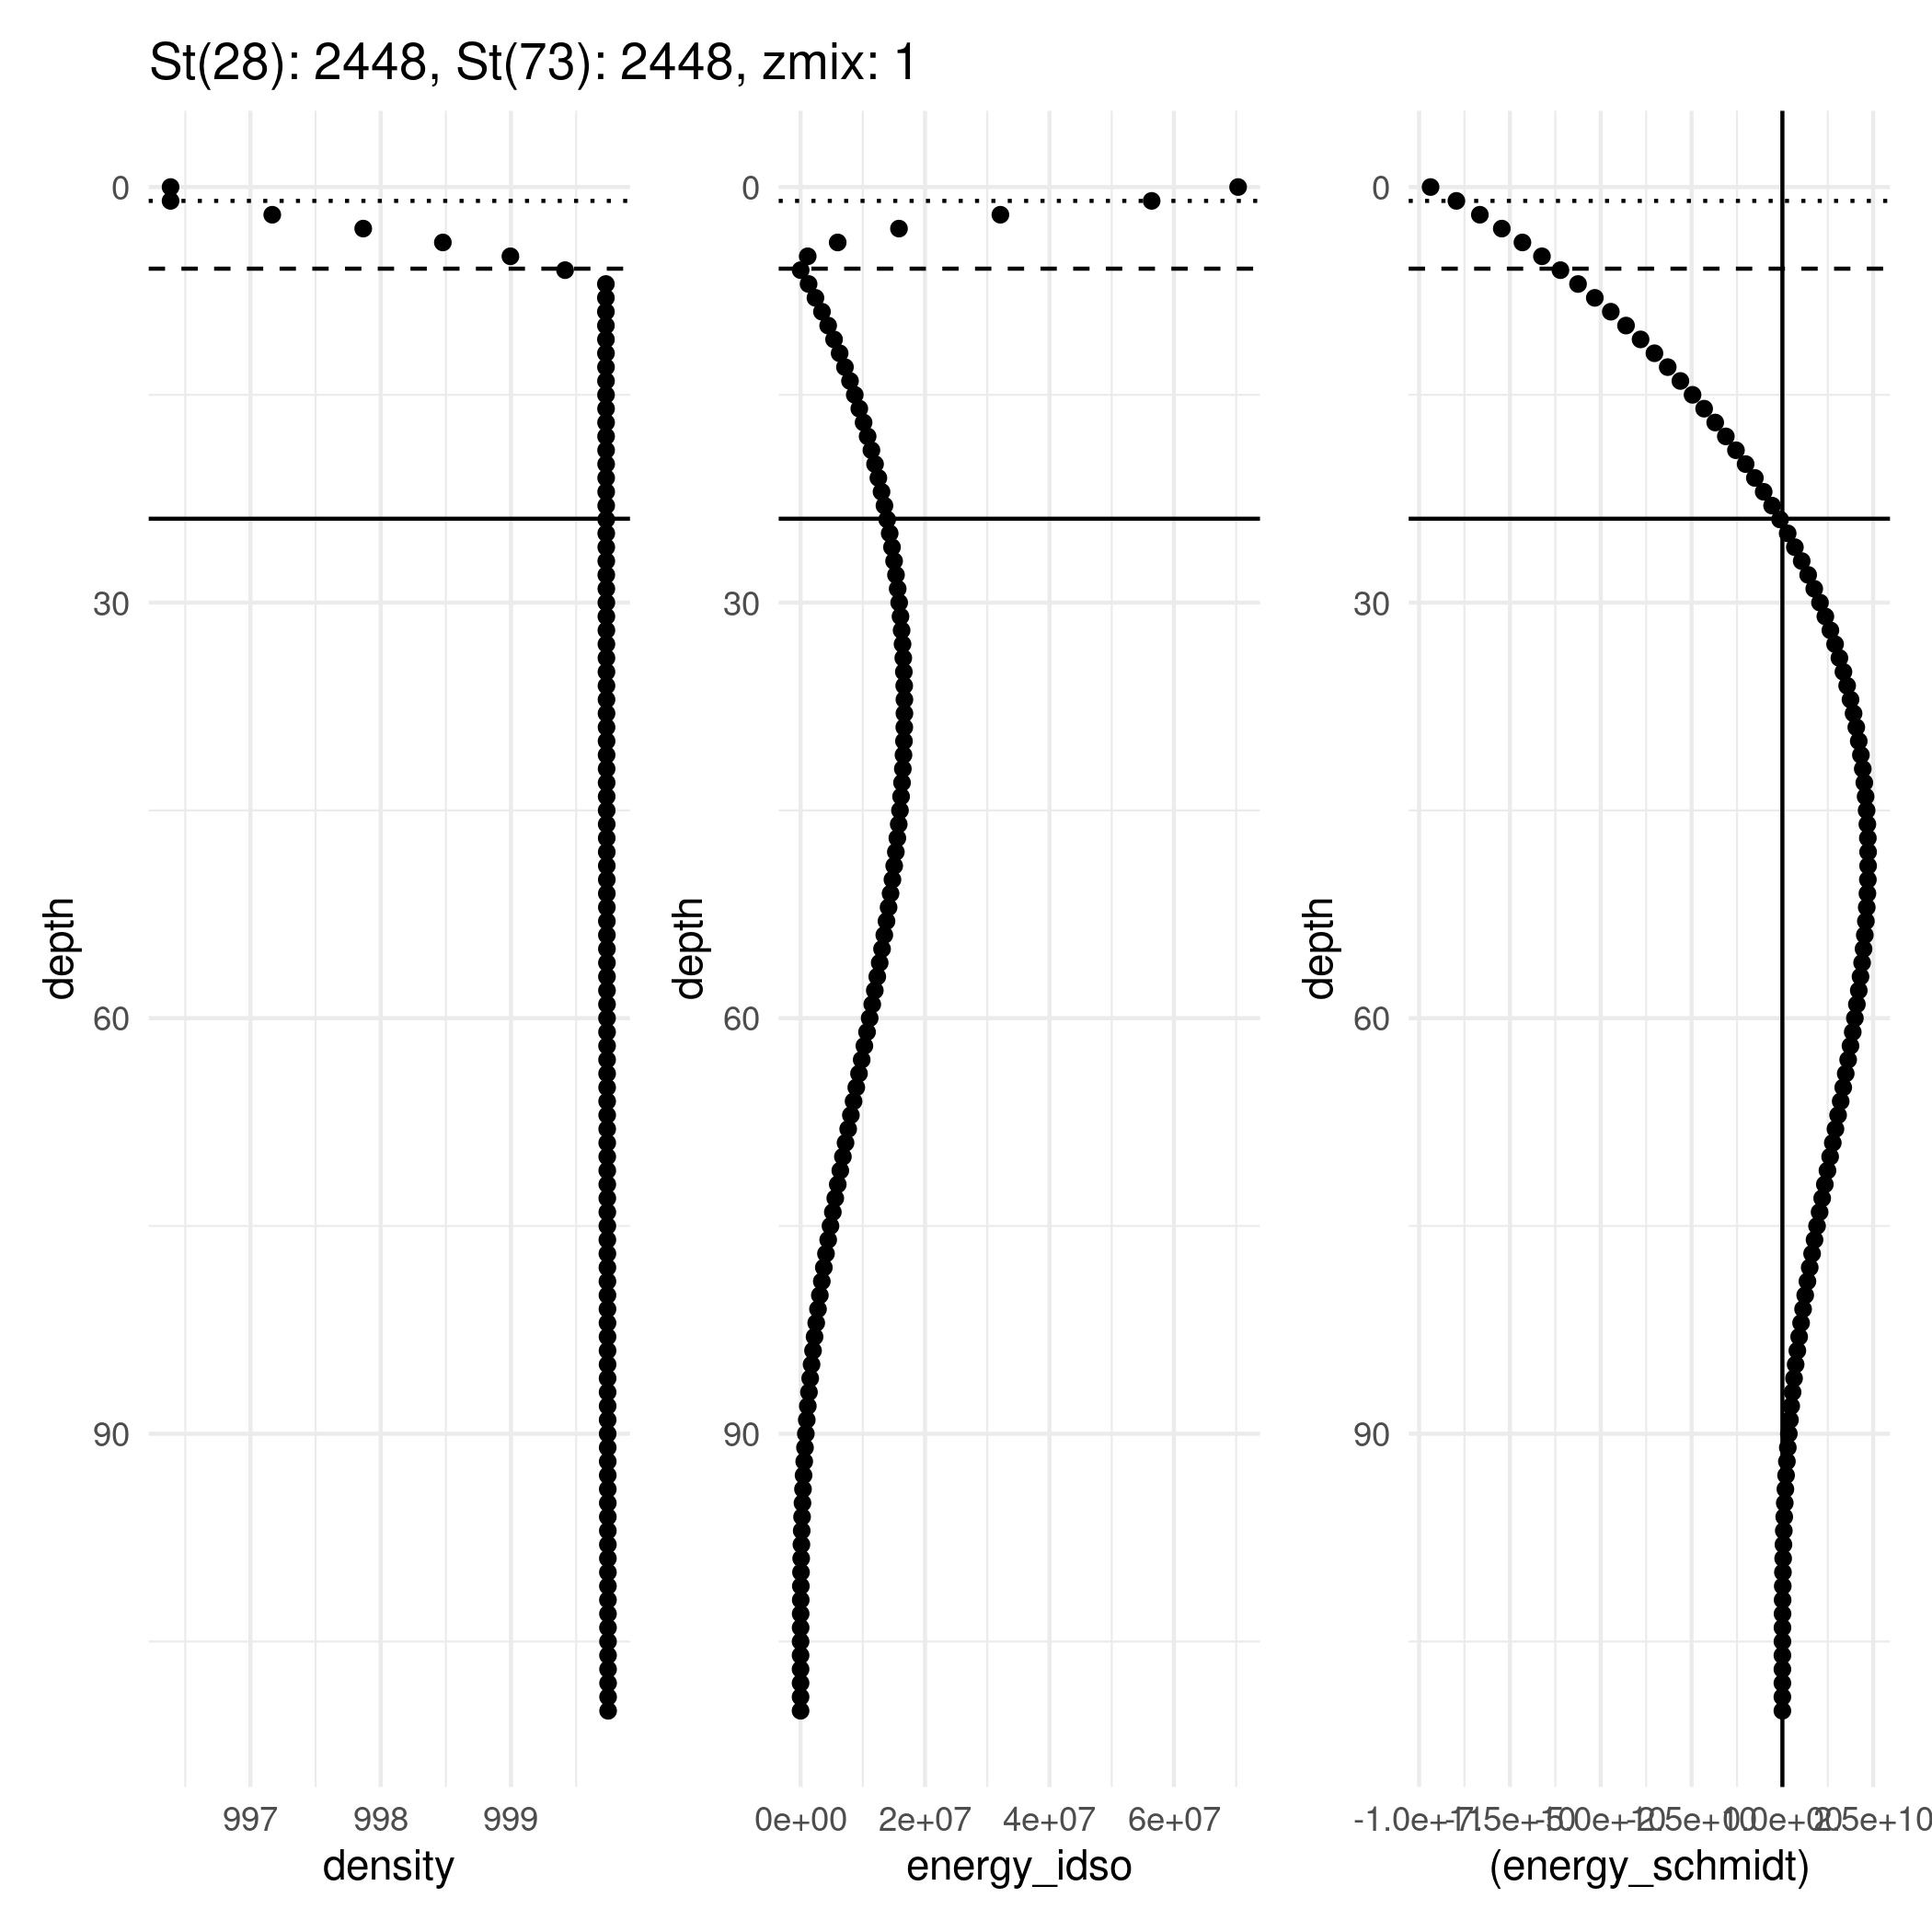 St(28): 2448, St(73): 2448, zmix: 1
0
30
60
90
depth
997 998 999
density
0
30
60
90
depth
0e+00 2e+07 4e+07 6e+07
energy_idso
0
30
60
90
depth
(energy_schmidt)